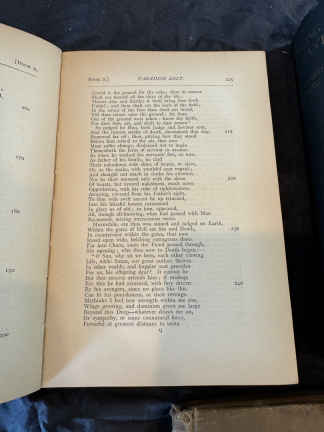 [BOOK X.
180
190
BOOK X.] PARADISE LOST. 225
Cursed is the ground for thy sake; thou in sorrow
Shalt eat thereof all the days of thy life;
Thorns also and thistles it shall bring thee forth
Unbid; and thou shalt eat the herb of the field;
In the sweat of thy face shalt thou eat bread,
Till thou return unto the ground; for thou
Out of the ground wast taken: know thy birth,
For dust thou art, and shalt to dust return."
So judged he Man, both Judge and Saviour sent,
And the instant stroke of death, denounced that day, 210
Removed far off; then, pitying how they stood
Before him naked to the air, that now
Must suffer change, disdained not to begin
Thenceforth the form of servant to assume;
As when he washed his servants' feet, so now,
As father of his family, he clad
Their nakedness with skins of beasts, or slain,
Or, as the snake, with youthful coat repaid;
And thought not much to clothe his enemies.
Nor he their outward only with the skins 220
Of beasts, but inward nakedness, much more
Opprobrious, with his robe of righteousness
Arraying, covered from his Father's sight.
To him with swift ascent he up returned,
Into his blissful bosom reassumed
In glory as of old; to him, appeased,
All, though all-knowing, what had passed with Man
Recounted, mixing intercession sweet.
Meanwhile, ere thus was sinned and judged on Earth,
Within the gates of Hell sat Sin and Death, 230
In counterview within the gates, that now
Stood open wide, belching outrageous flame
Far into Chaos, since the Fiend passed through,
Sin opening; who thus now to Death began:—
"O Son, why sit we here, each other viewing
Idly, while Satan, our great author, thrives
In other worlds, and happier seat provides
For us, his offspring dear? It cannot be
But that success attends him; if mishap,
Ere this he had returned, with fury driven 240
By his avengers, since no place like this
Can fit his punishment, or their revenge.
Methinks I feel new strength within me rise,
Wings growing, and dominion given me large
Beyond this Deep—whatever draws me on,
Or sympathy, or some connatural force,
Powerful at greatest distance to unite
Q